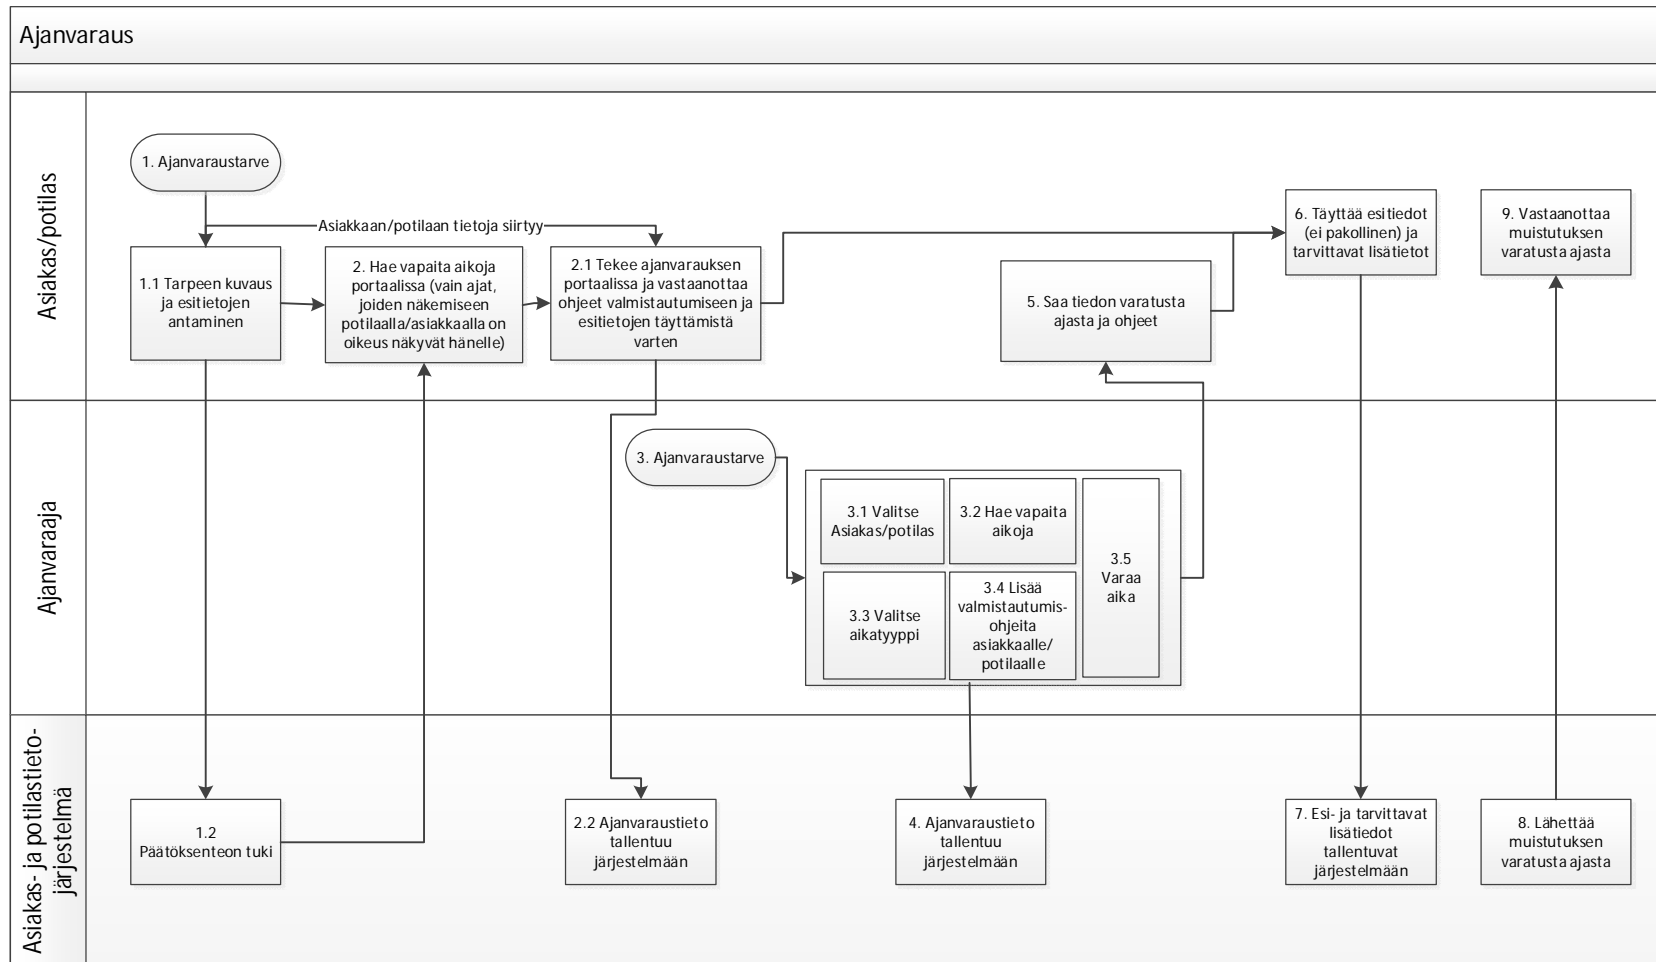 Ajanvaraus
Asiakas/potilas
1. Ajanvaraustarve
Asiakkaan/potilaan tietoja siirtyy
1.1 Tarpeen kuvaus
ja esitietojen
antaminen
2. Hae vapaita aikoja
portaalissa (vain ajat,
joiden näkemiseen
potilaalla/asiakkaalla on
oikeus näkyvät hänelle)
2.1 Tekee ajanvarauksen
portaalissa ja vastaanottaa
ohjeet valmistautumiseen ja
esitietojen täyttämistä
varten
5. Saa tiedon varatusta
ajasta ja ohjeet
6. Täyttää esitiedot
(ei pakollinen) ja
tarvittavat lisätietot
9. Vastaanottaa
muistutuksen
varatusta ajasta
Ajanvaraaja
3. Ajanvaraustarve
3.1 Valitse
Asiakas/potilas
3.2 Hae vapaita
aikoja
3.3 Valitse
aikatyyppi
3.4 Lisää
valmistautumis-
ohjeita
asiakkaalle/
potilaalle
3.5
Varaa
aika
Asiakas- ja potilastieto-
järjestelmä
1.2
Päätöksenteon tuki
2.2 Ajanvaraustieto
tallentuu
järjestelmään
4. Ajanvaraustieto
tallentuu
järjestelmään
7. Esi- ja tarvittavat
lisätiedot
tallentuvat
järjestelmään
8. Lähettää
muistutuksen
varatusta ajasta